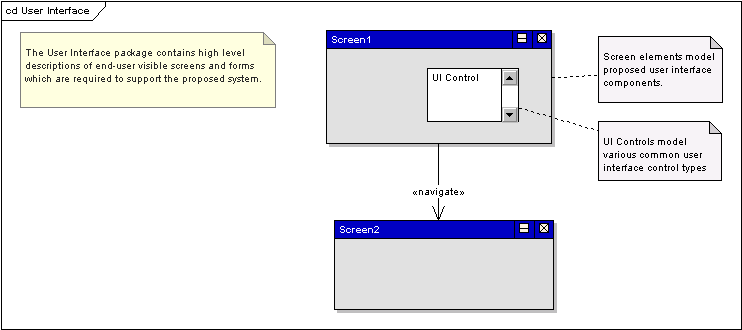 cd User Interface
The User Interface package contains high level
descriptions of end-user visible screens and forms
which are required to support the proposed system.
Screen1
UI Control
Screen elements model
proposed user interface
components.
UI Controls model
various common user
interface control types
«navigate»
Screen2